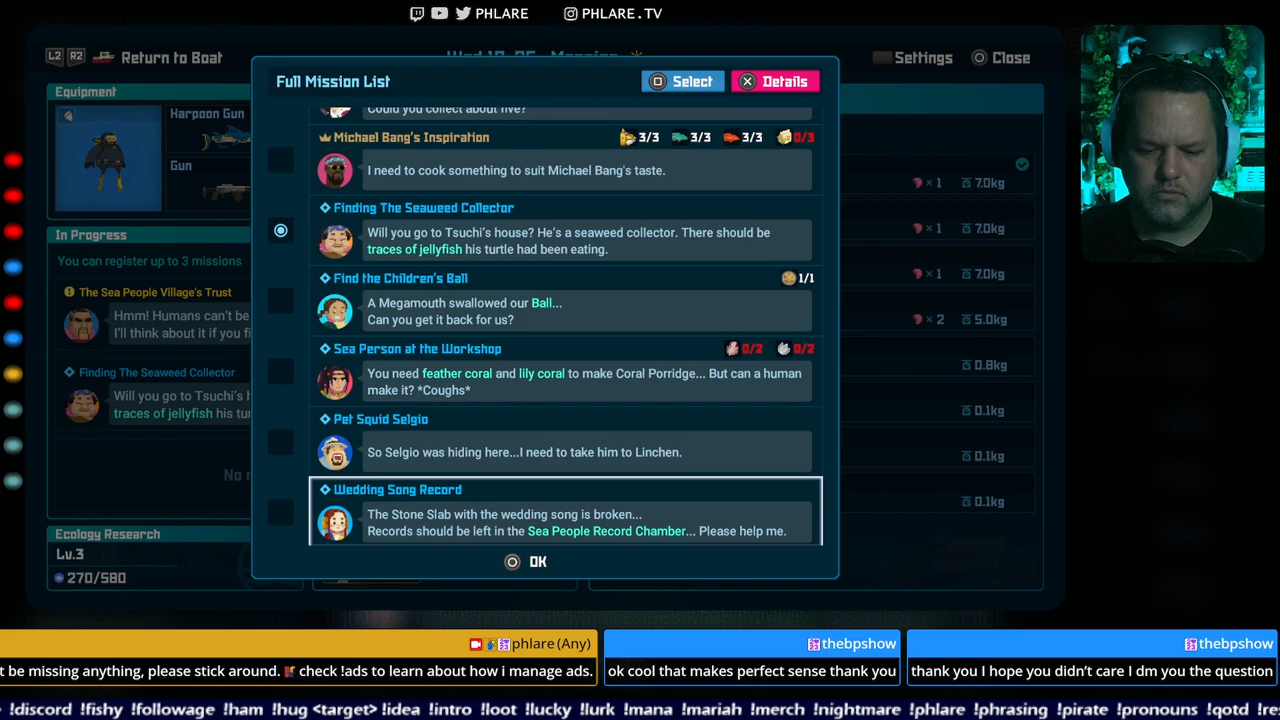 PHLARE
PHLARE.TV
L2 R2 Return to Boat
Settings
Close
Equipment
Harpoon Gun
Gun
In Progress
You can register up to 3 missions
The Sea People Village's Trust
Hmm! Humans can't be
I'll think about it if you fi
Finding The Seaweed Collector
Will you go to Tsuchi's h
traces of jellyfish his tur
Ecology Research
Lv.3
270/580
Full Mission List
Select
Details
Could you collect about five?
Michael Bang's Inspiration
3/3
3/3
3/3
0/3
I need to cook something to suit Michael Bang's taste.
Finding The Seaweed Collector
Will you go to Tsuchi's house? He's a seaweed collector. There should be
traces of jellyfish his turtle had been eating.
Find the Children's Ball
1/1
A Megamouth swallowed our Ball...
Can you get it back for us?
Sea Person at the Workshop
0/2
0/2
You need feather coral and lily coral to make Coral Porridge... But can a human
make it? *Coughs*
Pet Squid Selgio
So Selgio was hiding here...I need to take him to Linchen.
Wedding Song Record
The Stone Slab with the wedding song is broken...
Records should be left in the Sea People Record Chamber... Please help me.
OK
× 1 7.0kg
× 1 7.0kg
× 1 7.0kg
× 2 5.0kg
0.8kg
0.1kg
0.1kg
0.1kg
phlare (Any)
t be missing anything, please stick around. check !ads to learn about how i manage ads.
thebpshow
ok cool that makes perfect sense thank you
thebpshow
thank you I hope you didn't care I dm you the question
!discord !fishy !followage !ham !hug <target> !idea !intro !loot !lucky !lurk !mana !mariah !merch !nightmare !phlare !phrasing !pirate !pronouns !qotd !res